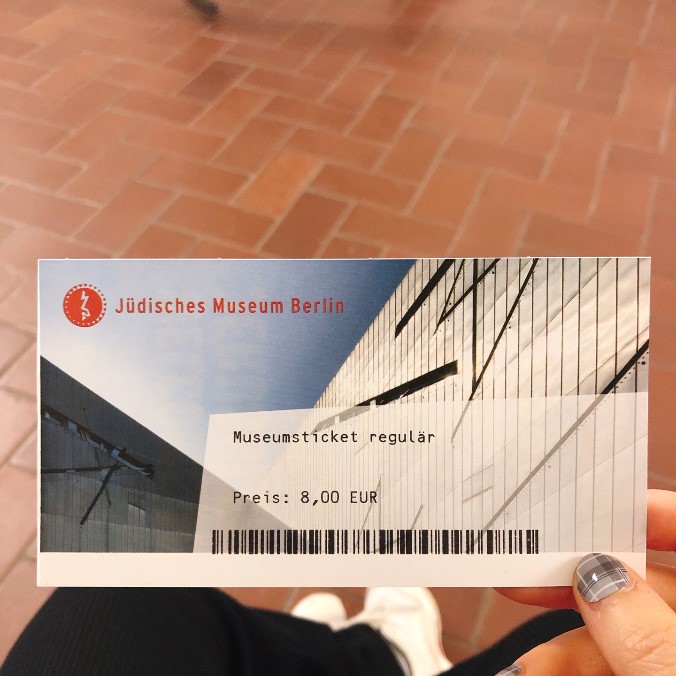 Jüdisches Museum Berlin
Museumsticket regulär
Preis: 8,00 EUR